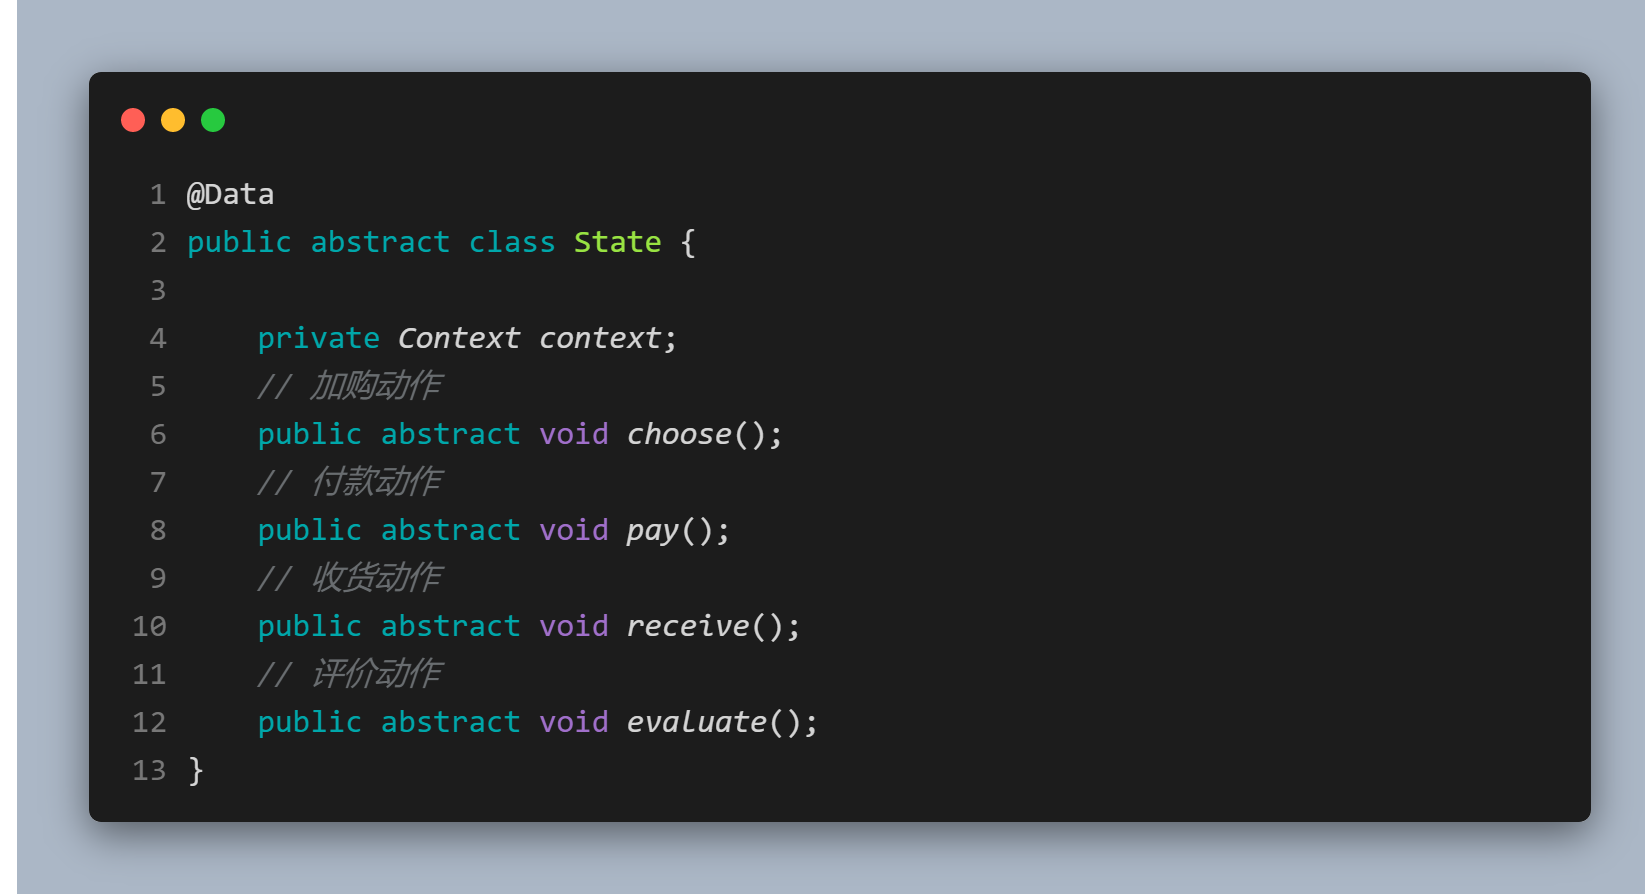 1 @Data
2 public abstract class State {
3
4     private Context context;
5     // 加购动作
6     public abstract void choose();
7     // 付款动作
8     public abstract void pay();
9     // 收货动作
10     public abstract void receive();
11     // 评价动作
12     public abstract void evaluate();
13 }